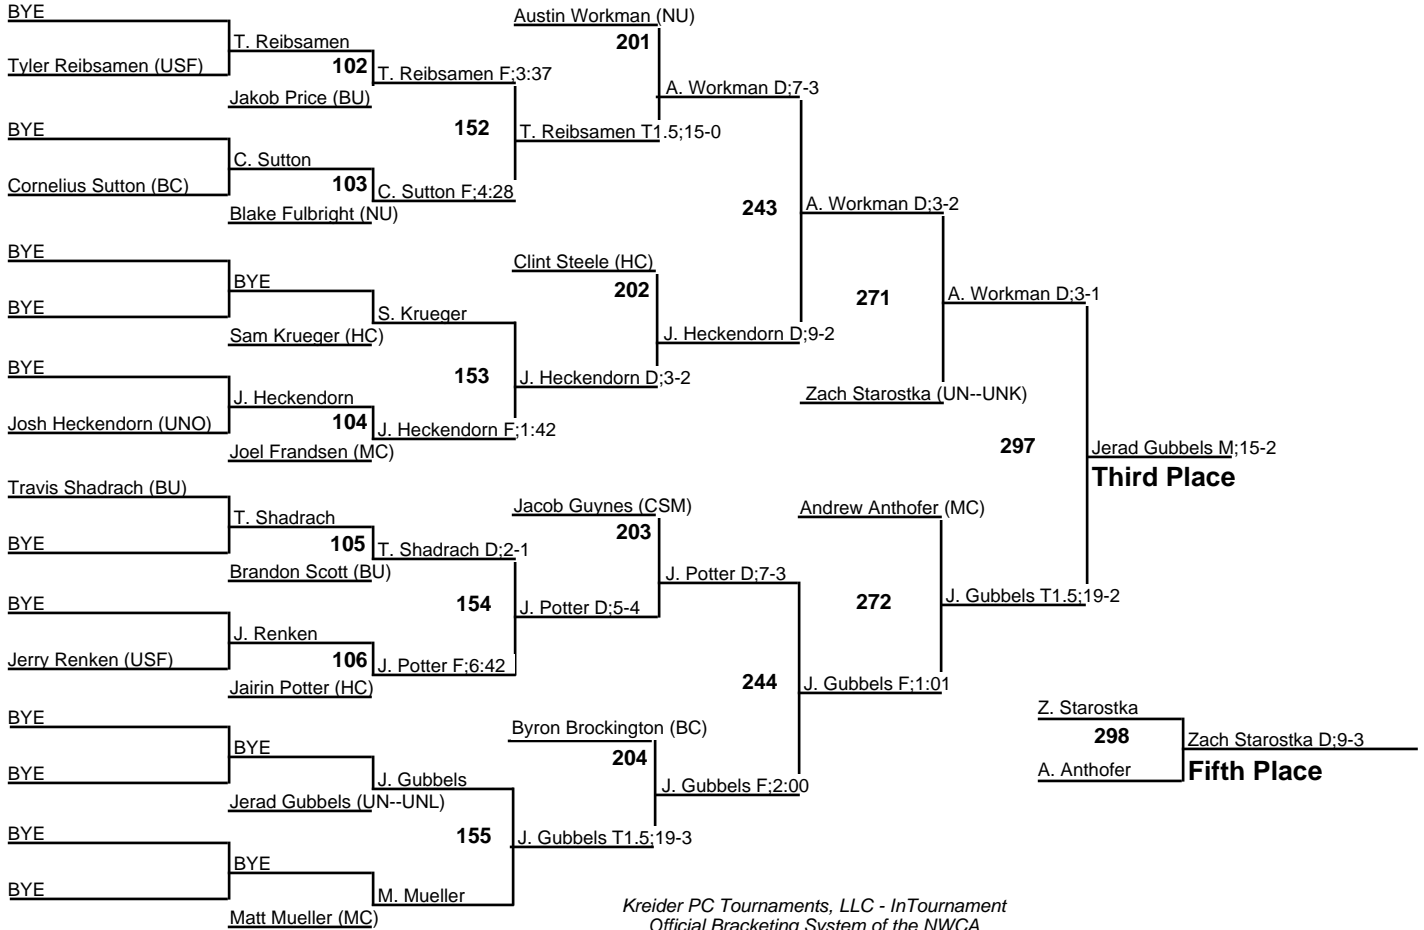 BYE
Tyler Reibsamen (USF)
T. Reibsamen
102
Jakob Price (BU)
T. Reibsamen F;3:37
BYE
Cornelius Sutton (BC)
C. Sutton
103
Blake Fulbright (NU)
C. Sutton F;4:28
152
T. Reibsamen T1.5;15-0
Austin Workman (NU)
201
A. Workman D;7-3
BYE
BYE
BYE
Sam Krueger (HC)
S. Krueger
BYE
Josh Heckendorn (UNO)
J. Heckendorn
104
Joel Frandsen (MC)
J. Heckendorn F;1:42
153
J. Heckendorn D;3-2
Clint Steele (HC)
202
J. Heckendorn D;9-2
243
A. Workman D;3-2
271
Zach Starostka (UN--UNK)
A. Workman D;3-1
Travis Shadrach (BU)
BYE
T. Shadrach
105
Brandon Scott (BU)
T. Shadrach D;2-1
BYE
Jerry Renken (USF)
J. Renken
106
Jairin Potter (HC)
J. Potter F;6:42
154
J. Potter D;5-4
Jacob Guynes (CSM)
203
J. Potter D;7-3
BYE
BYE
BYE
Jerad Gubbels (UN--UNL)
J. Gubbels
BYE
BYE
BYE
Matt Mueller (MC)
M. Mueller
155
J. Gubbels T1.5;19-3
Byron Brockington (BC)
204
J. Gubbels F;2:00
244
J. Gubbels F;1:01
Andrew Anthofer (MC)
272
J. Gubbels T1.5;19-2
297
Jerad Gubbels M;15-2
Third Place
Z. Starostka
298
A. Anthofer
Zach Starostka D;9-3
Fifth Place
Kreider PC Tournaments, LLC - InTournament
Official Bracketing System of the NWCA